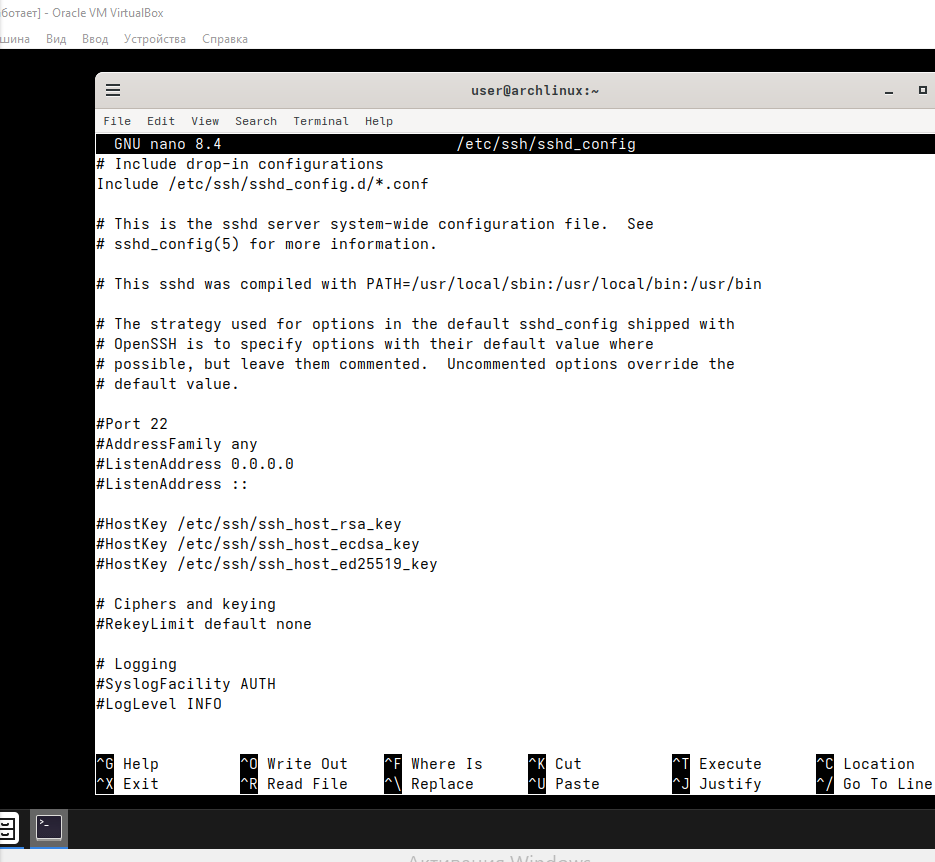 ботает] - Oracle VM VirtualBox
шина Вид Ввод Устройства Справка
user@archlinux:~
File Edit View Search Terminal Help
GNU nano 8.4 /etc/ssh/sshd_config
# Include drop-in configurations
Include /etc/ssh/sshd_config.d/*.conf
# This is the sshd server system-wide configuration file.  See
# sshd_config(5) for more information.
# This sshd was compiled with PATH=/usr/local/sbin:/usr/local/bin:/usr/bin
# The strategy used for options in the default sshd_config shipped with
# OpenSSH is to specify options with their default value where
# possible, but leave them commented.  Uncommented options override the
# default value.
#Port 22
#AddressFamily any
#ListenAddress 0.0.0.0
#ListenAddress ::
#HostKey /etc/ssh/ssh_host_rsa_key
#HostKey /etc/ssh/ssh_host_ecdsa_key
#HostKey /etc/ssh/ssh_host_ed25519_key
# Ciphers and keying
#RekeyLimit default none
# Logging
#SyslogFacility AUTH
#LogLevel INFO
^G Help ^O Write Out ^F Where Is ^K Cut ^T Execute ^C Location
^X Exit ^R Read File ^\ Replace ^U Paste ^J Justify ^/ Go To Line
Активация Windows